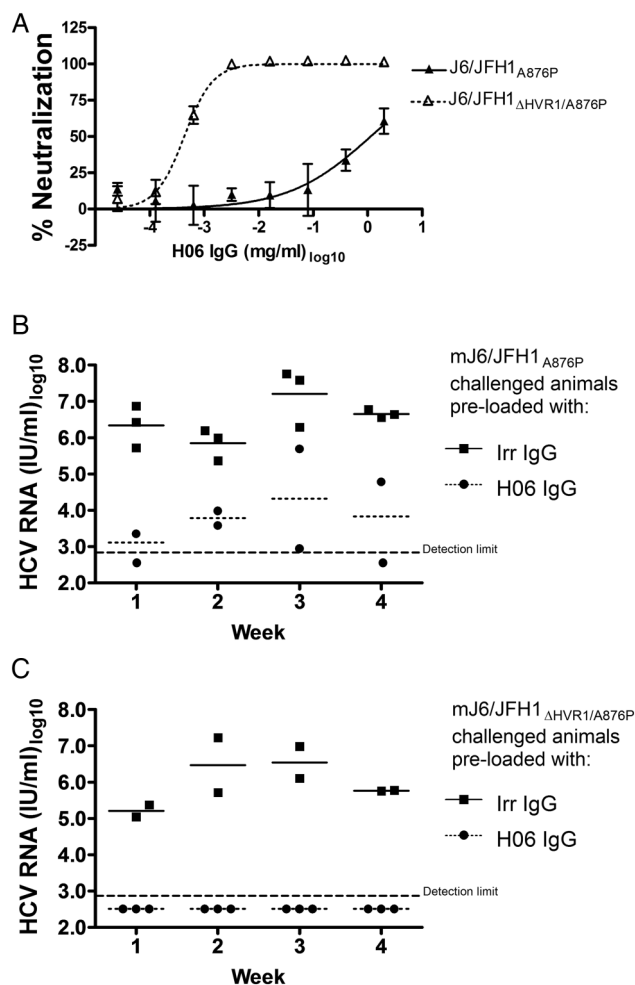 A
% Neutralization
125
100
75
50
25
0
-25
-4 -3 -2 -1 0 1
H06 IgG (mg/ml)log10
J6/JFH1A876P
J6/JFH1ΔHVR1/A876P
B
HCV RNA (IU/ml)log10
8.0
7.0
6.0
5.0
4.0
3.0
2.0
1 2 3 4
Week
Detection limit
mJ6/JFH1A876P
challenged animals
pre-loaded with:
Irr IgG
H06 IgG
C
HCV RNA (IU/ml)log10
8.0
7.0
6.0
5.0
4.0
3.0
2.0
1 2 3 4
Week
Detection limit
mJ6/JFH1ΔHVR1/A876P
challenged animals
pre-loaded with:
Irr IgG
H06 IgG